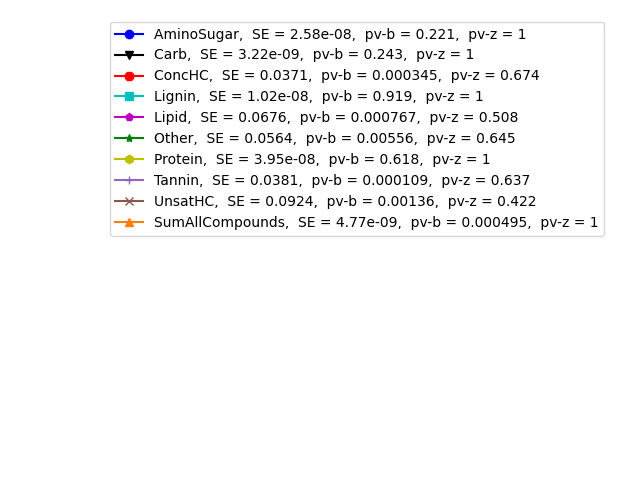 AminoSugar,  SE = 2.58e-08,  pv-b = 0.221,  pv-z = 1
Carb,  SE = 3.22e-09,  pv-b = 0.243,  pv-z = 1
ConcHC,  SE = 0.0371,  pv-b = 0.000345,  pv-z = 0.674
Lignin,  SE = 1.02e-08,  pv-b = 0.919,  pv-z = 1
Lipid,  SE = 0.0676,  pv-b = 0.000767,  pv-z = 0.508
Other,  SE = 0.0564,  pv-b = 0.00556,  pv-z = 0.645
Protein,  SE = 3.95e-08,  pv-b = 0.618,  pv-z = 1
Tannin,  SE = 0.0381,  pv-b = 0.000109,  pv-z = 0.637
UnsatHC,  SE = 0.0924,  pv-b = 0.00136,  pv-z = 0.422
SumAllCompounds,  SE = 4.77e-09,  pv-b = 0.000495,  pv-z = 1